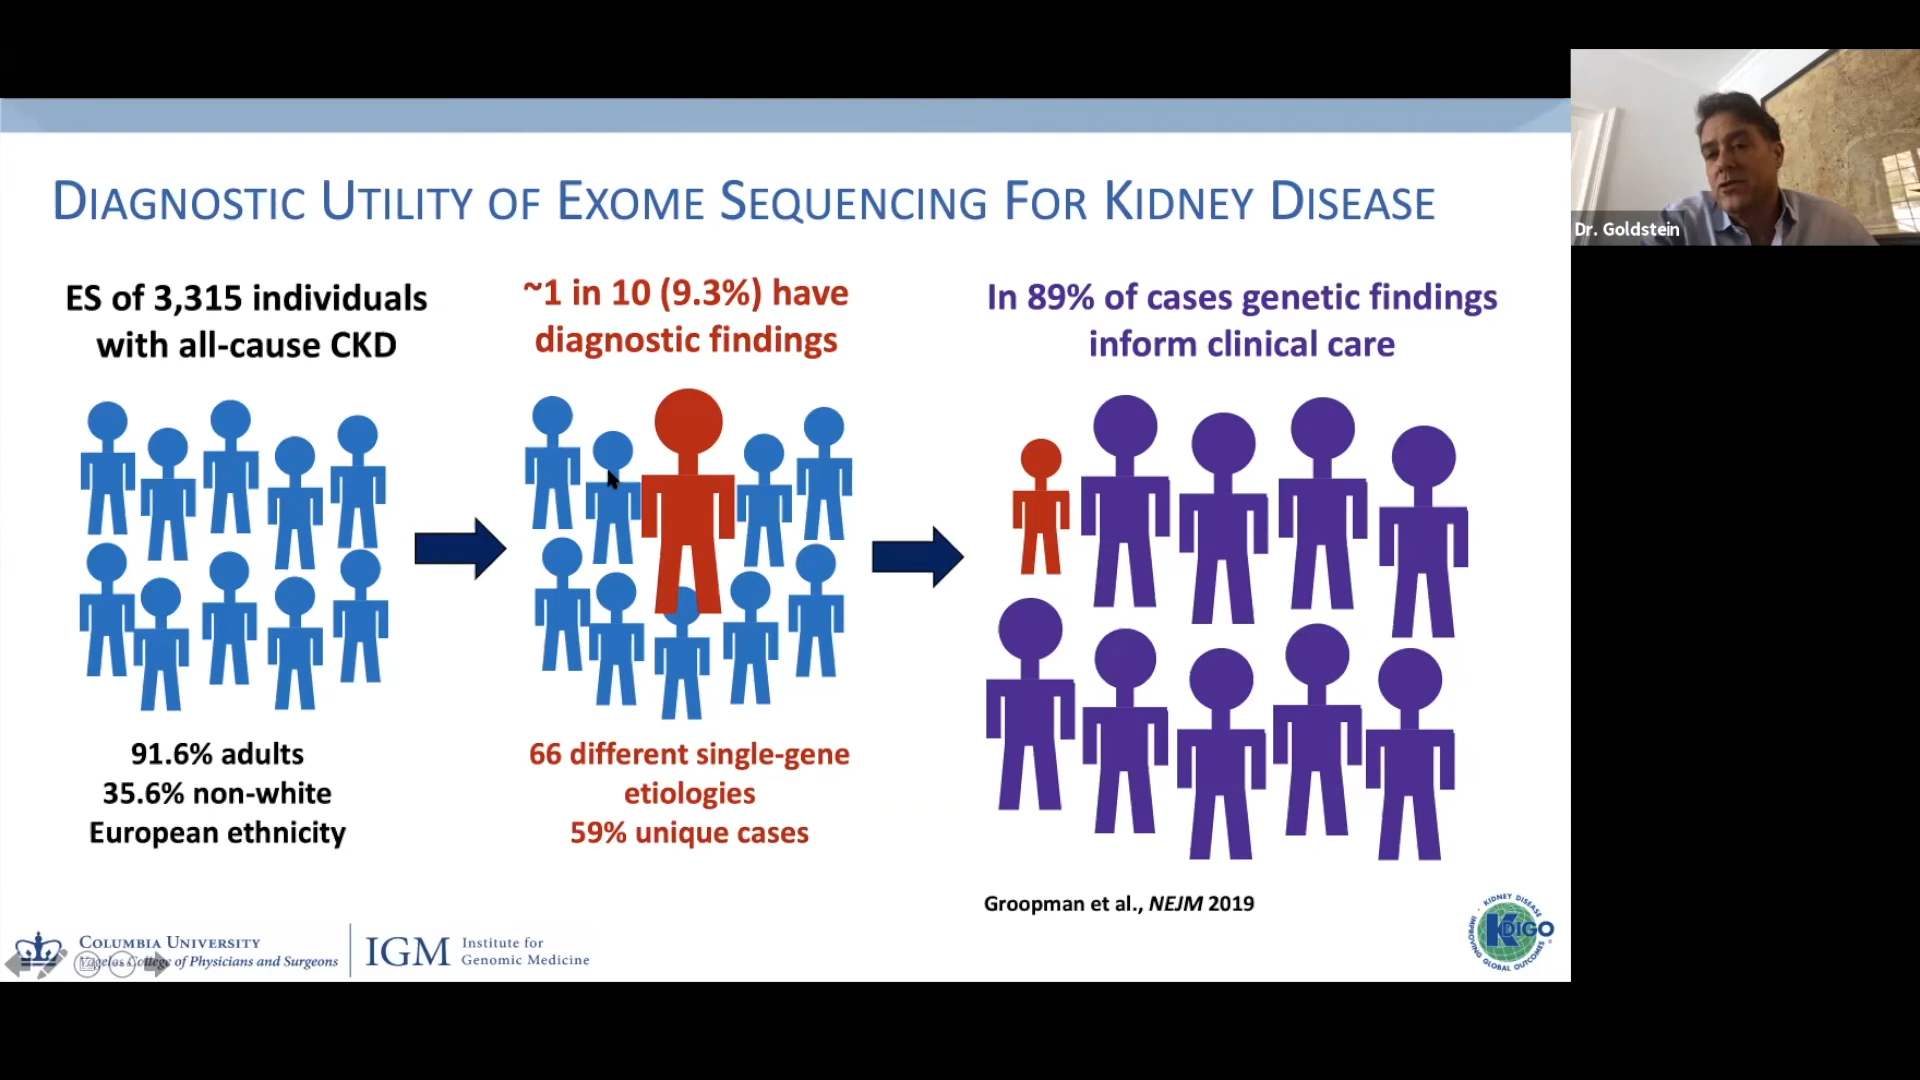 DIAGNOSTIC UTILITY OF EXOME SEQUENCING FOR KIDNEY DISEASE
ES of 3,315 individuals
with all-cause CKD
~1 in 10 (9.3%) have
diagnostic findings
In 89% of cases genetic findings
inform clinical care
91.6% adults
35.6% non-white
European ethnicity
66 different single-gene
etiologies
59% unique cases
Groopman et al., NEJM 2019
COLUMBIA UNIVERSITY
College of Physicians and Surgeons
IGM
Institute for
Genomic Medicine
KIDNEY DISEASE
KDIGO
IMPROVING GLOBAL OUTCOMES
Dr. Goldstein